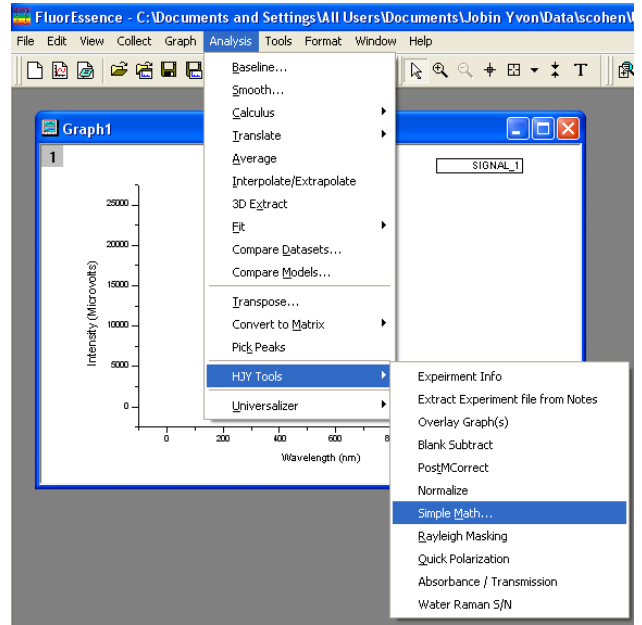 FluorEssence - C:\Documents and Settings\All Users\Documents\Jobin Yvon\Data\scohen\
File Edit View Collect Graph Analysis Tools Format Window Help
T
Graph1
1
SIGNAL_1
Baseline...
Smooth...
Calculus
Translate
Average
Interpolate/Extrapolate
3D Extract
Fit
Compare Datasets...
Compare Models...
Transpose...
Convert to Matrix
Pick Peaks
HJY Tools
Universalizer
Expeirment Info
Extract Experiment file from Notes
Overlay Graph(s)
Blank Subtract
PostMCorrect
Normalize
Simple Math...
Rayleigh Masking
Quick Polarization
Absorbance / Transmission
Water Raman S/N
25000
20000
15000
10000
5000
0
Intensity (Microvolts)
0 200 400 600 8
Wavelength (nm)